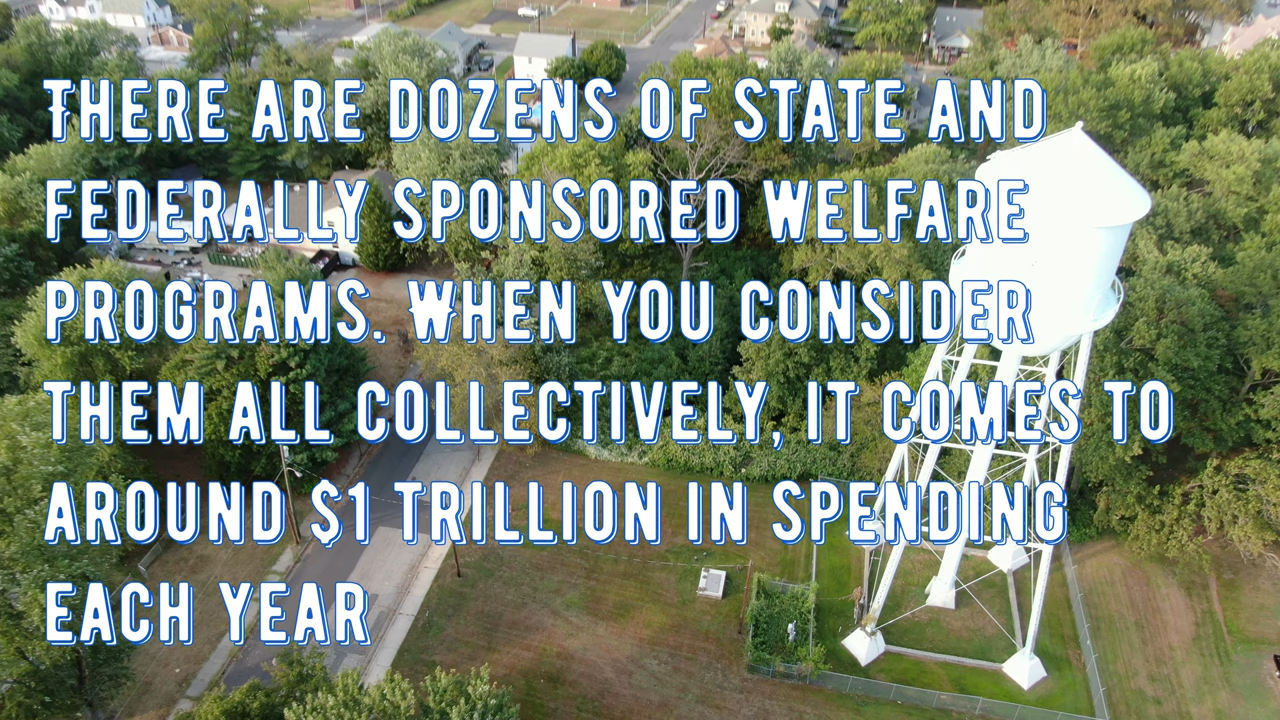 There are dozens of state and
federally sponsored welfare
programs. When you consider
them all collectively, it comes to
around $1 trillion in spending
each year